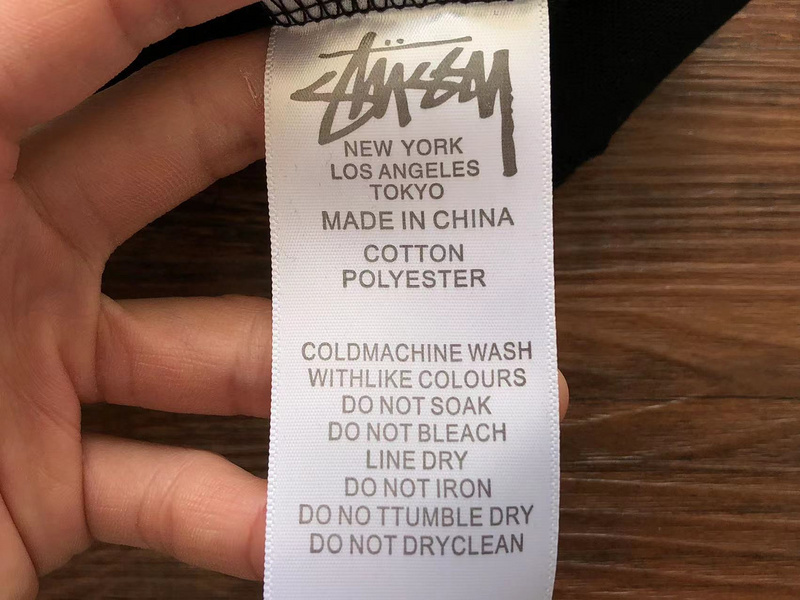 Stüssy
NEW YORK
LOS ANGELES
TOKYO
MADE IN CHINA
COTTON
POLYESTER
COLDMACHINE WASH
WITHLIKE COLOURS
DO NOT SOAK
DO NOT BLEACH
LINE DRY
DO NOT IRON
DO NO TTUMBLE DRY
DO NOT DRYCLEAN